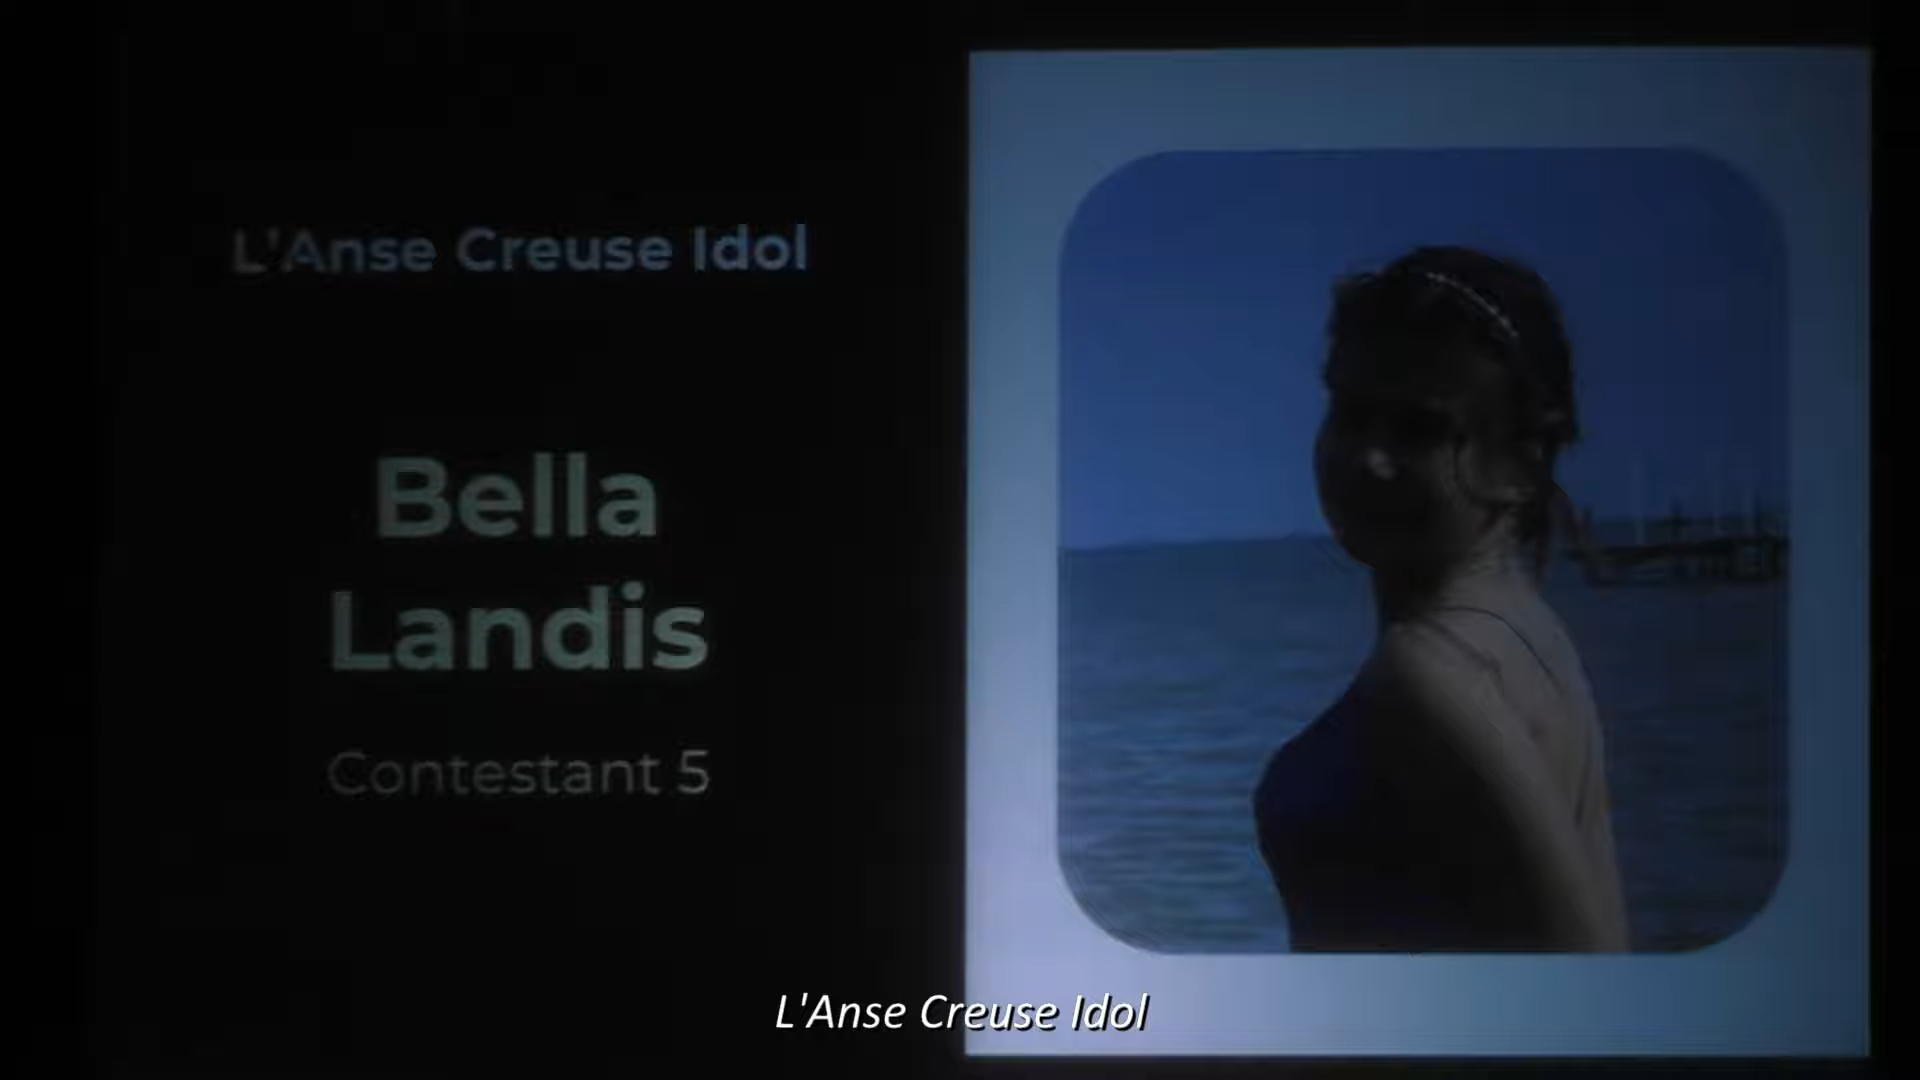 L'Anse Creuse Idol
Bella
Landis
Contestant 5
L'Anse Creuse Idol